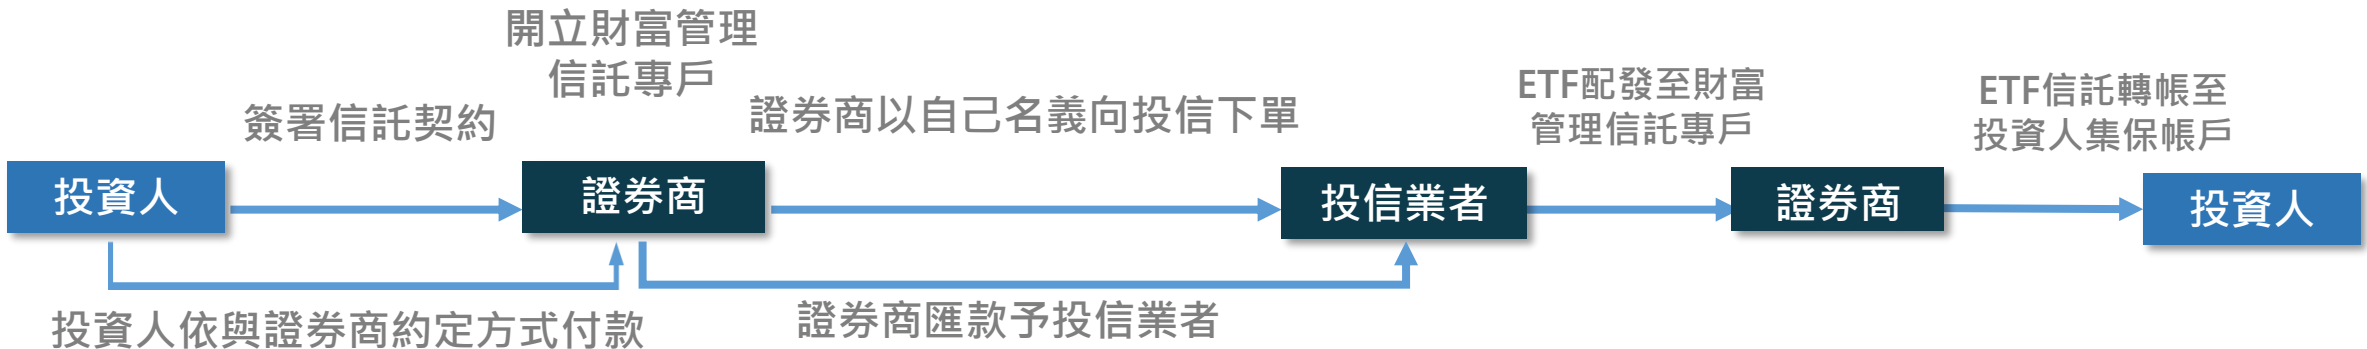 開立財富管理
信託專戶
簽署信託契約
證券商以自己名義向投信下單
ETF配發至財富
管理信託專戶
ETF信託轉帳至
投資人集保帳戶
投資人
證券商
投信業者
證券商
投資人
投資人依與證券商約定方式付款
證券商匯款予投信業者